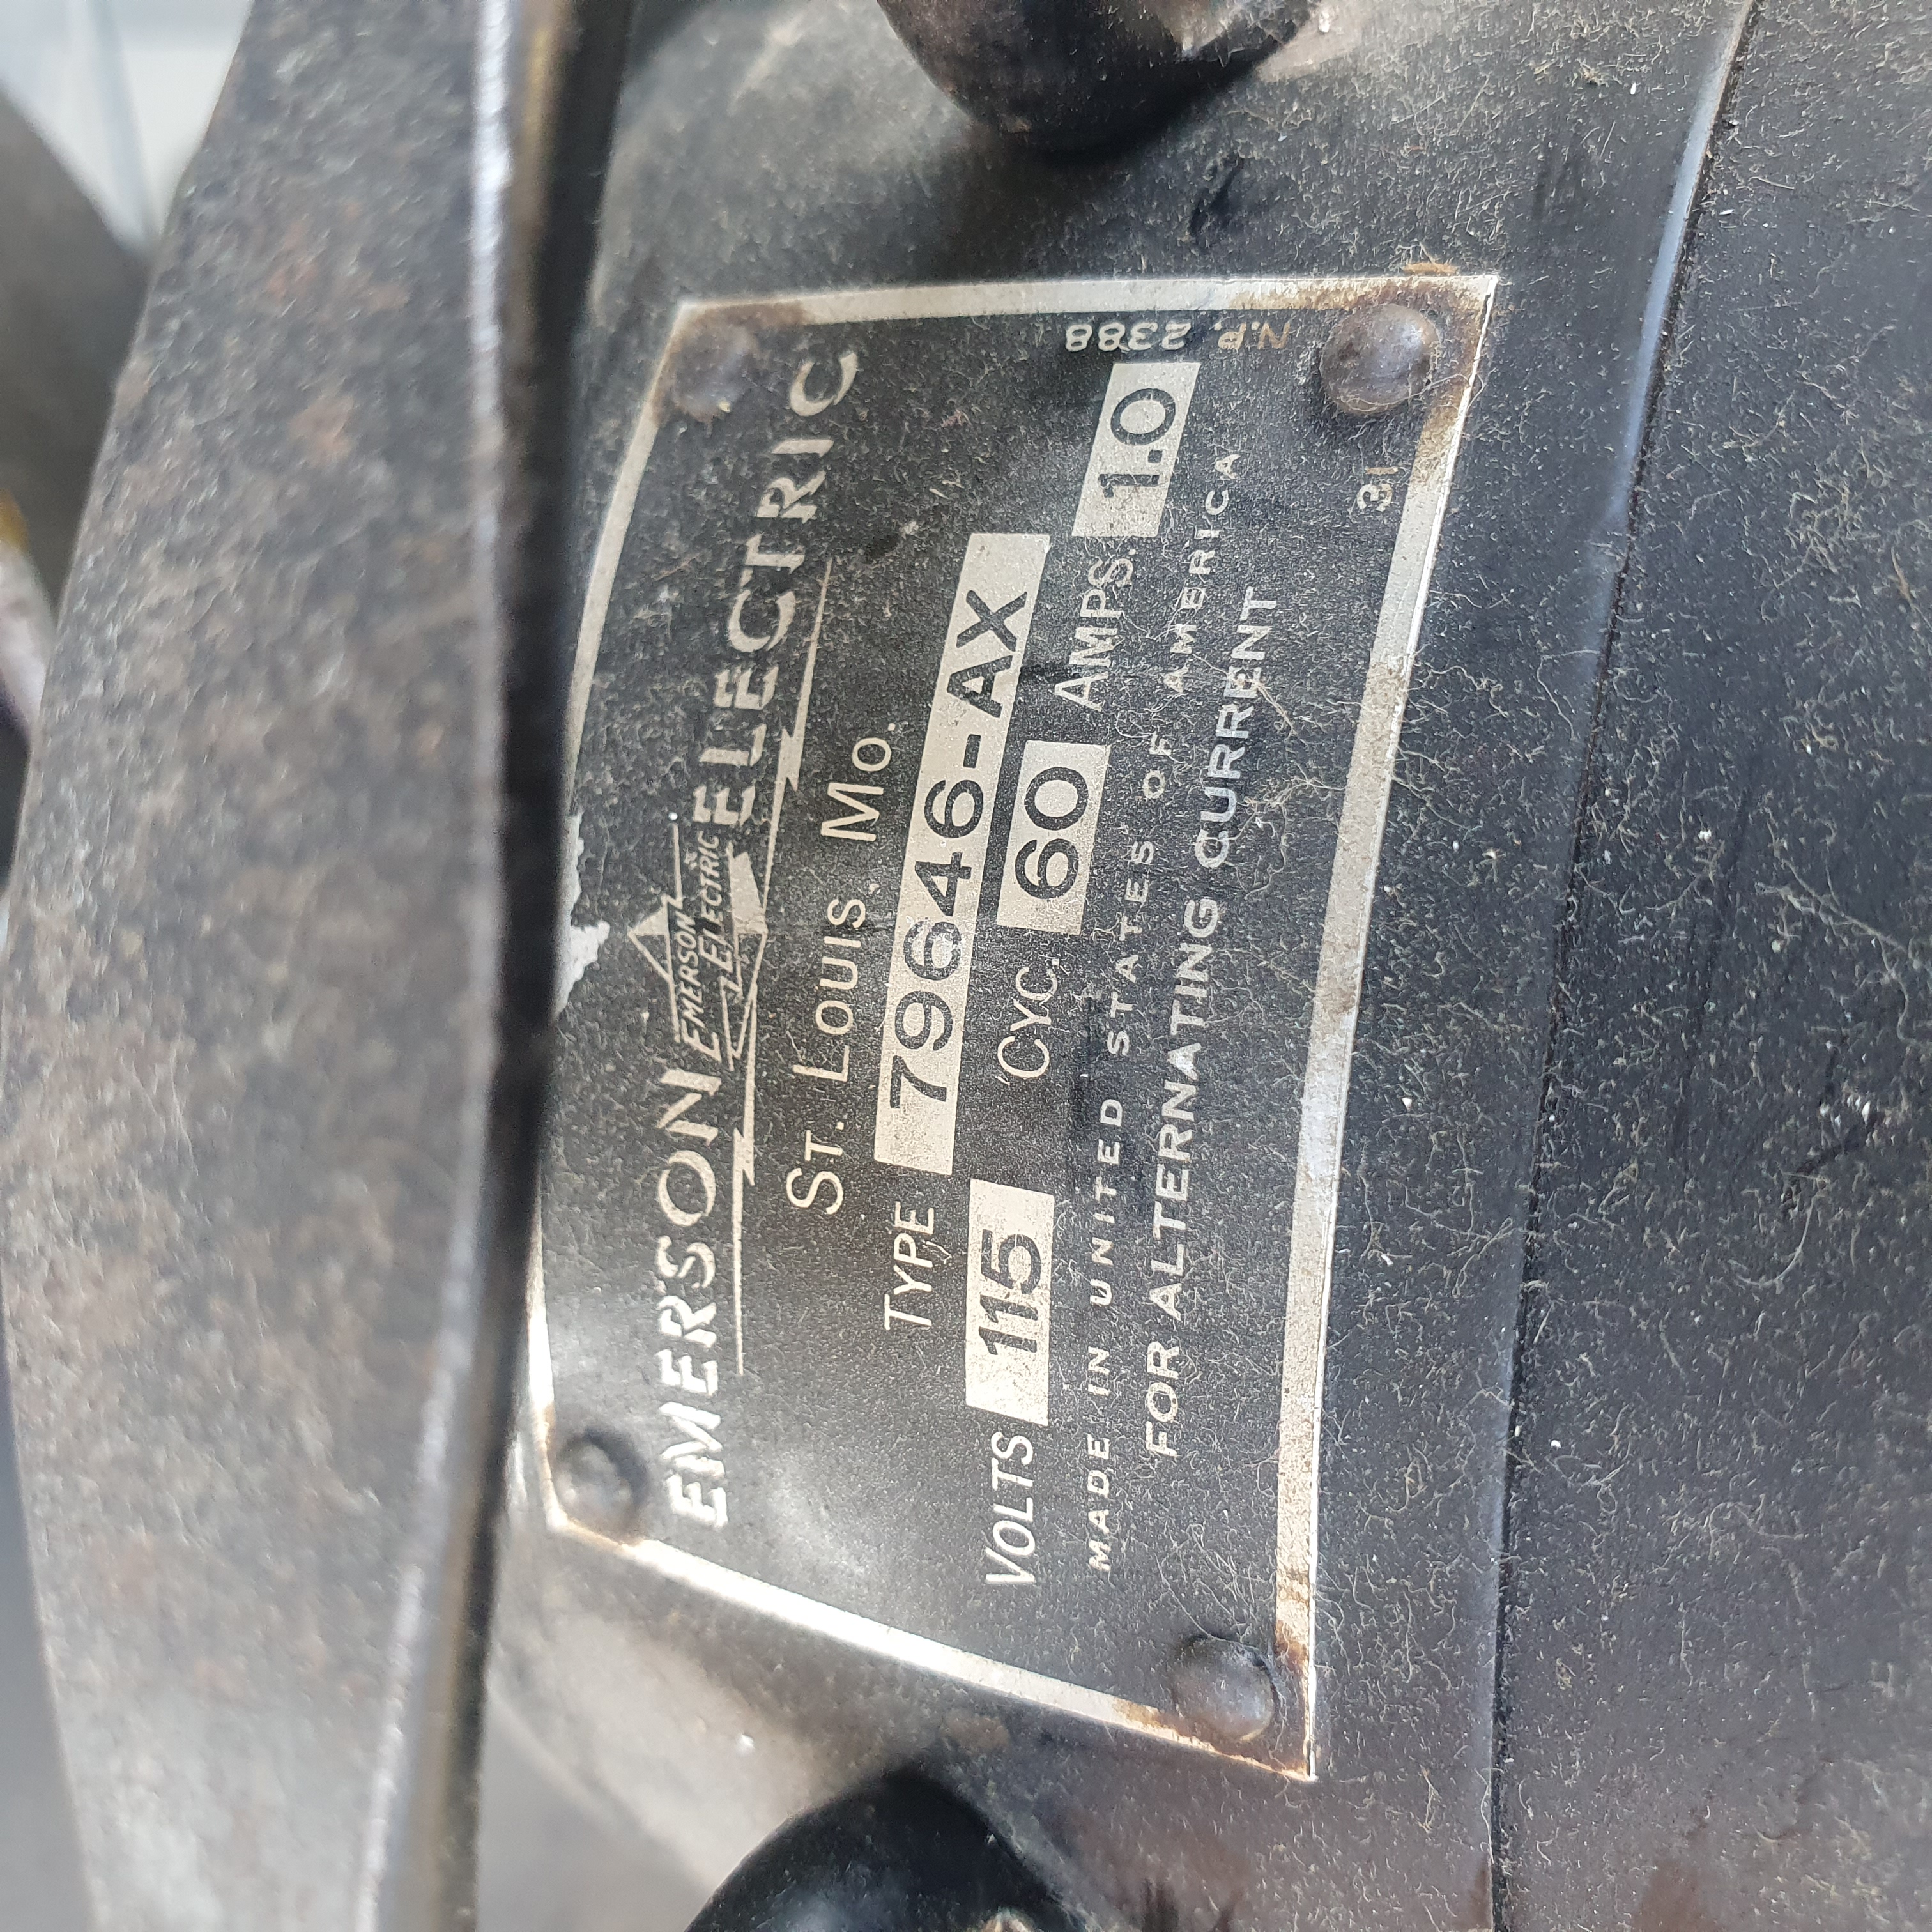 EMERSON EMERSON ELECTRIC ELECTRIC
ST. LOUIS, MO.
TYPE 79646-AX
VOLTS 115 CYC. 60 AMPS. 1.0
MADE IN UNITED STATES OF AMERICA
FOR ALTERNATING CURRENT
N.P. 2388
31